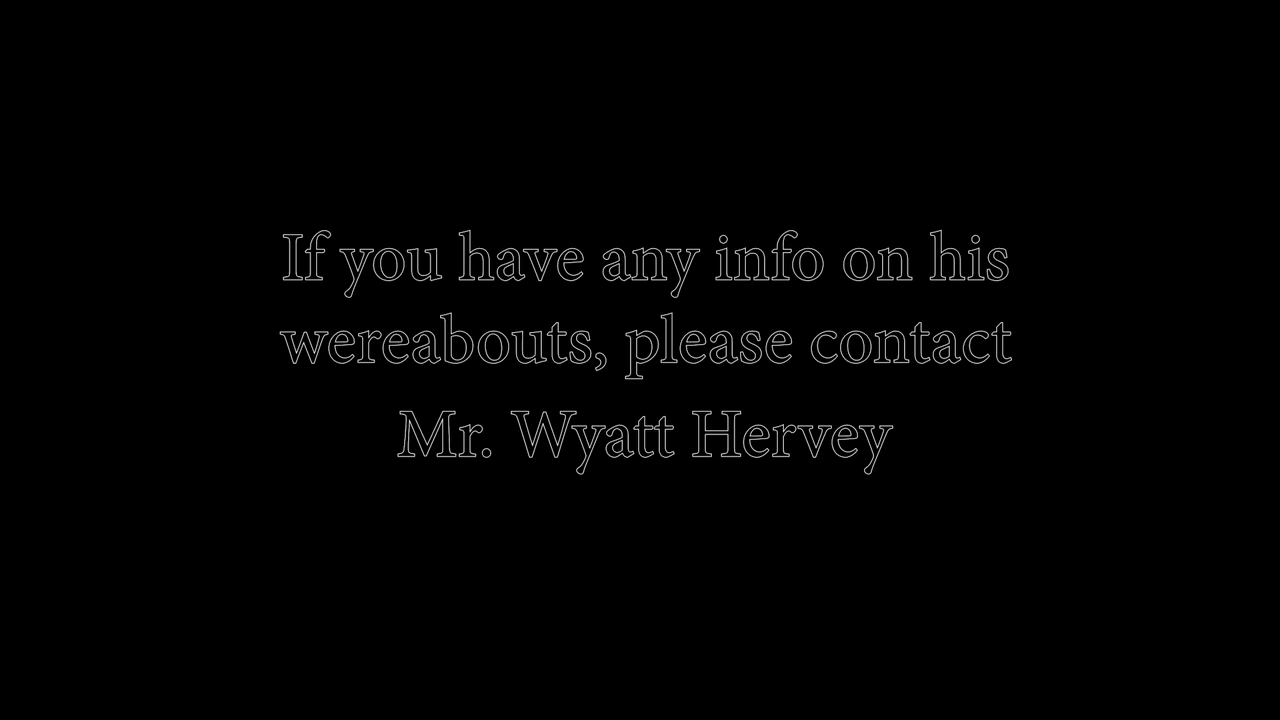 If you have any info on his
wereabouts, please contact
Mr. Wyatt Hervey